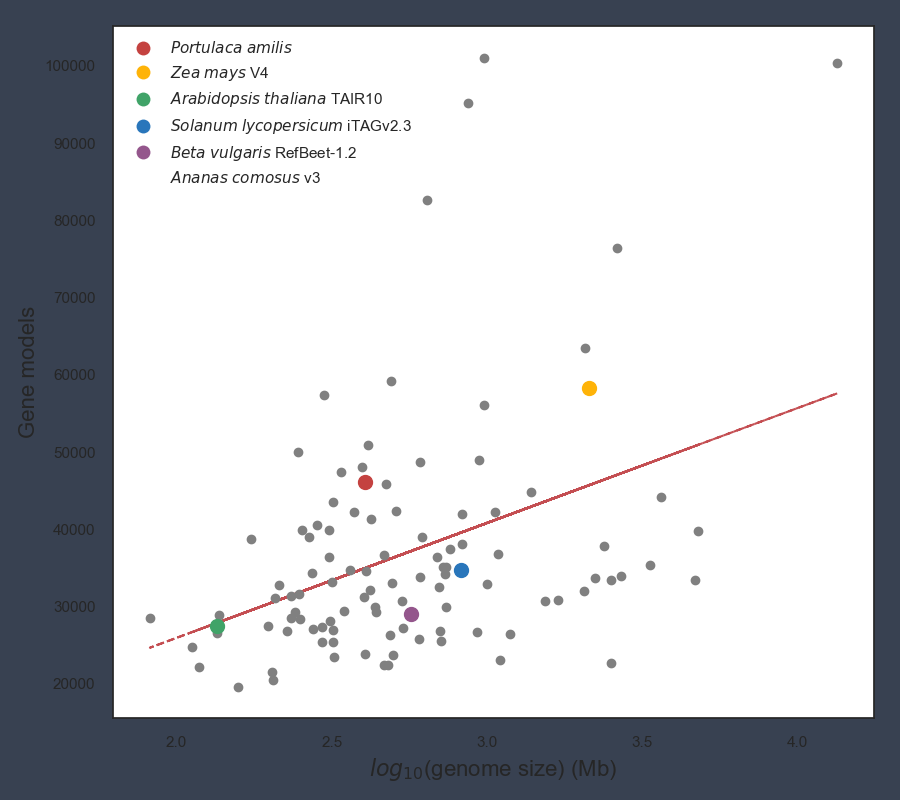 Portulaca amilis
Zea mays V4
Arabidopsis thaliana TAIR10
Solanum lycopersicum iTAGv2.3
Beta vulgaris RefBeet-1.2
Ananas comosus v3
100000
90000
80000
70000
60000
50000
40000
30000
20000
Gene models
2.0 2.5 3.0 3.5 4.0
log₁₀(genome size) (Mb)